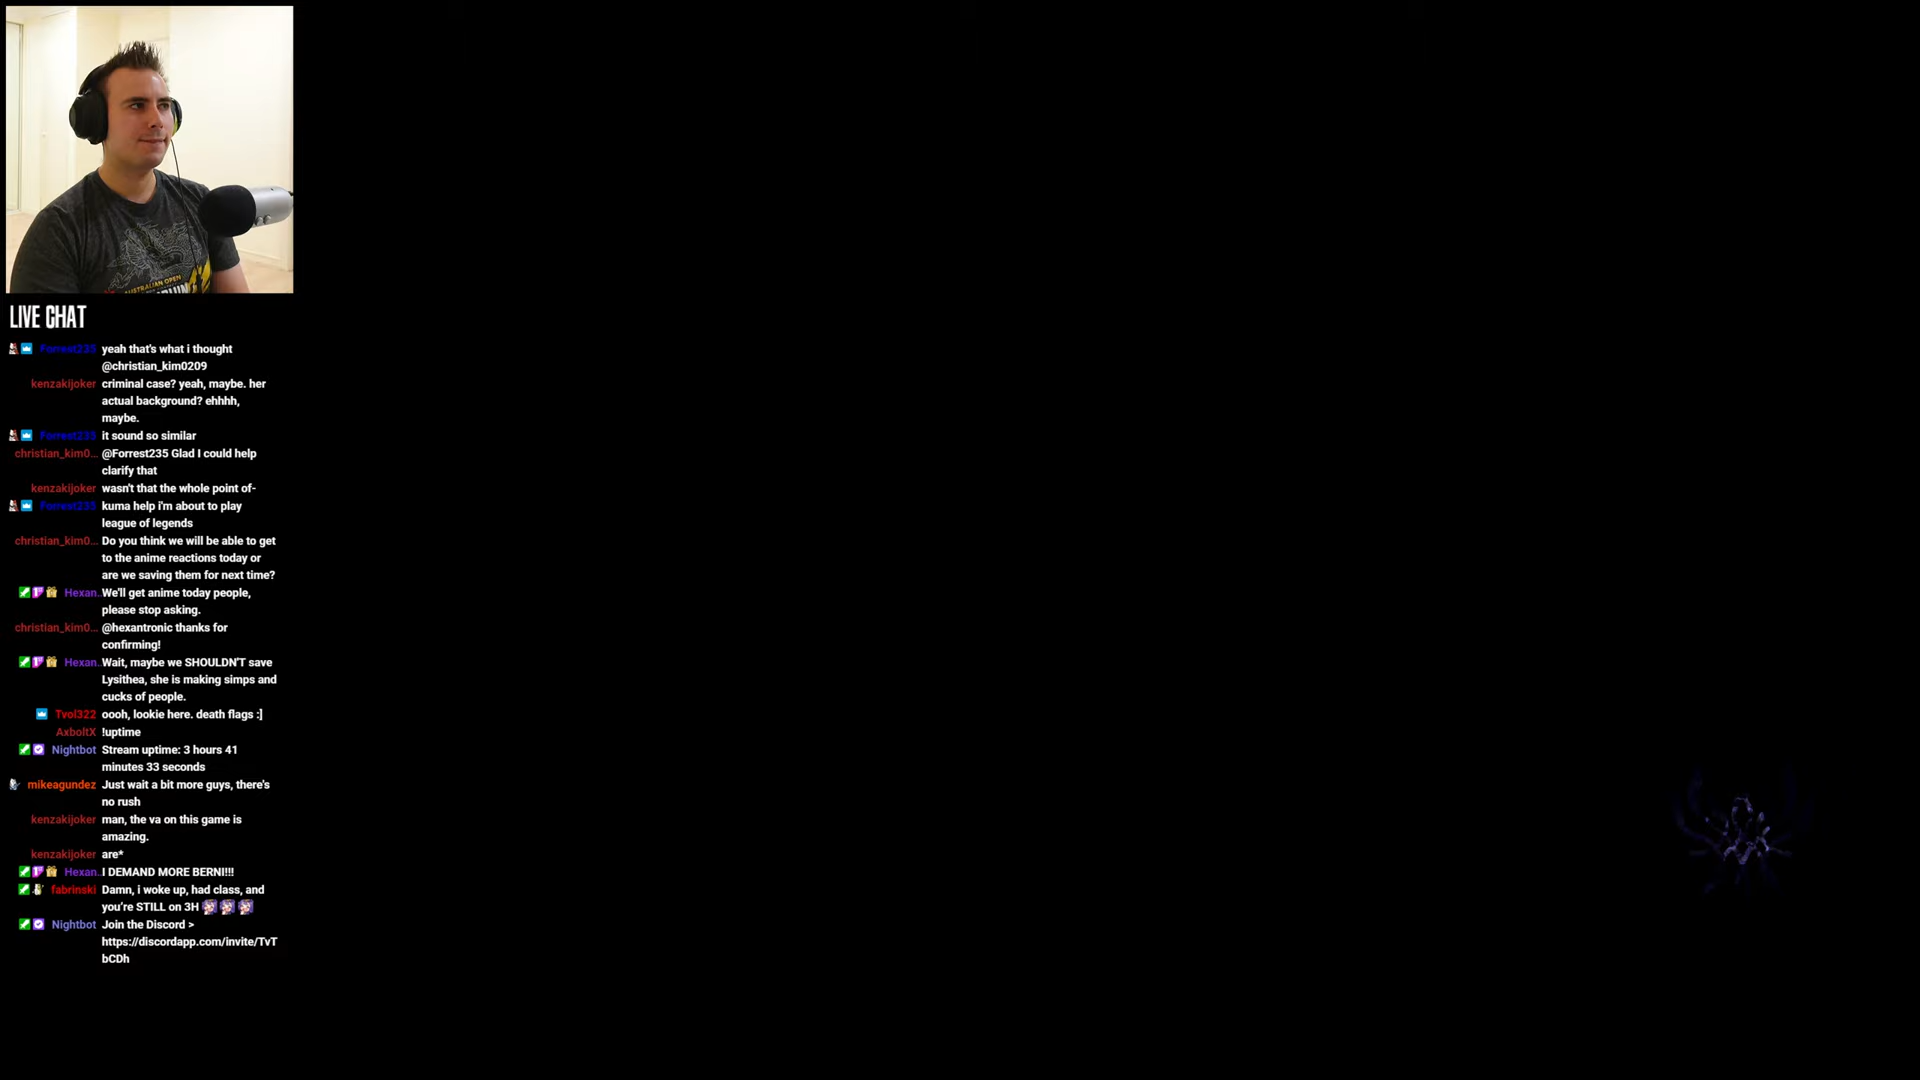 AUSTRALIAN OPEN
LIVE CHAT
Forrest235 yeah that's what i thought
@christian_kim0209
kenzakijoker criminal case? yeah, maybe. her
actual background? ehhhh,
maybe.
Forrest235 it sound so similar
christian_kim0... @Forrest235 Glad I could help
clarify that
kenzakijoker wasn't that the whole point of-
Forrest235 kuma help i'm about to play
league of legends
christian_kim0... Do you think we will be able to get
to the anime reactions today or
are we saving them for next time?
Hexan... We'll get anime today people,
please stop asking.
christian_kim0... @hexantronic thanks for
confirming!
Hexan... Wait, maybe we SHOULDN'T save
Lysithea, she is making simps and
cucks of people.
Tvol322 oooh, lookie here. death flags :]
AxboltX !uptime
Nightbot Stream uptime: 3 hours 41
minutes 33 seconds
mikeagundez Just wait a bit more guys, there's
no rush
kenzakijoker man, the va on this game is
amazing.
kenzakijoker are*
Hexan... I DEMAND MORE BERNI!!!
fabrinski Damn, i woke up, had class, and
you're STILL on 3H
Nightbot Join the Discord >
https://discordapp.com/invite/TvT
bCDh